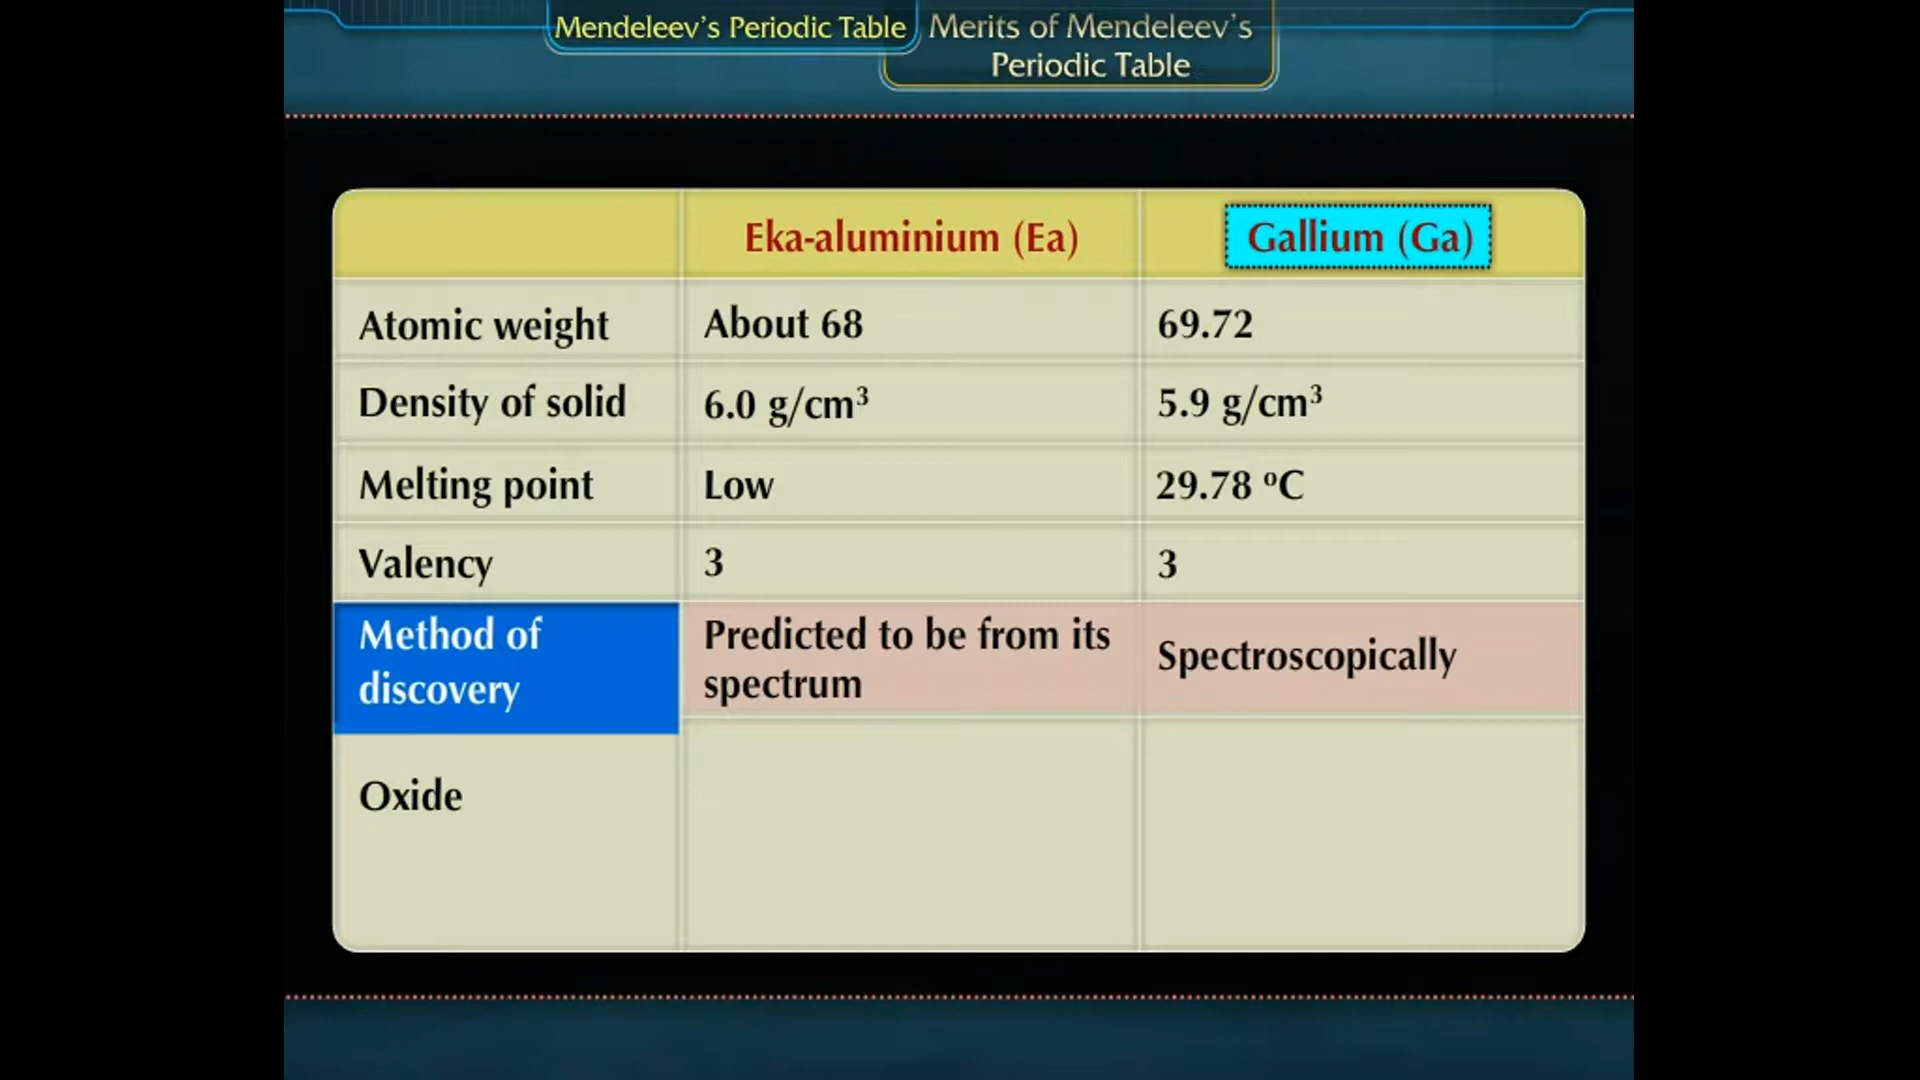 Mendeleev's Periodic Table
Merits of Mendeleev's
Periodic Table
Eka-aluminium (Ea)
Gallium (Ga)
Atomic weight
About 68
69.72
Density of solid
6.0 g/cm³
5.9 g/cm³
Melting point
Low
29.78 ºC
Valency
3
3
Method of
discovery
Predicted to be from its
spectrum
Spectroscopically
Oxide